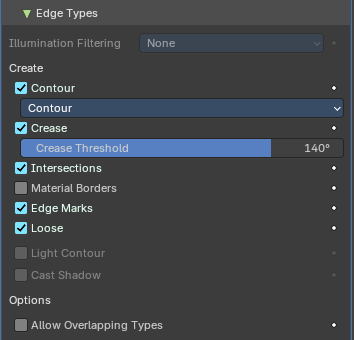 Edge Types
Illumination Filtering None
Create
Contour
Contour
Crease
Crease Threshold 140°
Intersections
Material Borders
Edge Marks
Loose
Light Contour
Cast Shadow
Options
Allow Overlapping Types